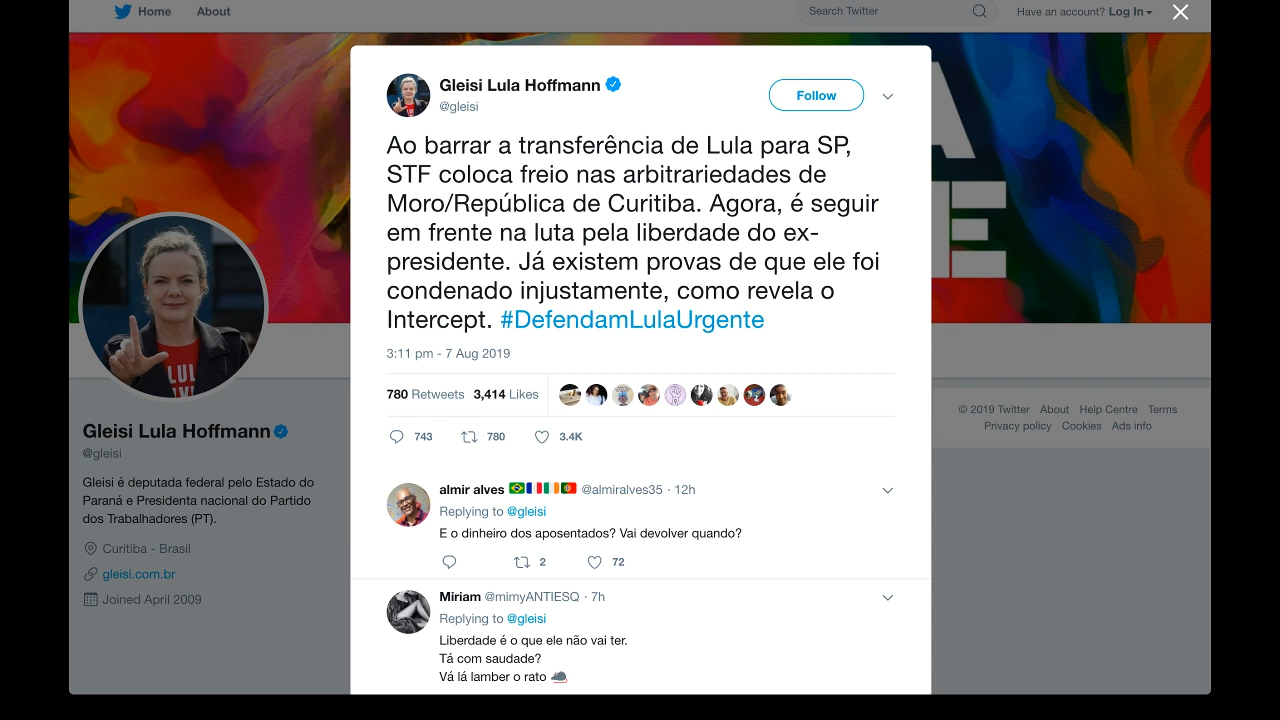 Home About Search Twitter Have an account? Log In
Gleisi Lula Hoffmann
@gleisi
Follow
Ao barrar a transferência de Lula para SP,
STF coloca freio nas arbitrariedades de
Moro/República de Curitiba. Agora, é seguir
em frente na luta pela liberdade do ex-
presidente. Já existem provas de que ele foi
condenado injustamente, como revela o
Intercept. #DefendamLulaUrgente
3:11 pm - 7 Aug 2019
780 Retweets 3,414 Likes
743 780 3.4K
almir alves @almiralves35 · 12h
Replying to @gleisi
E o dinheiro dos aposentados? Vai devolver quando?
2 72
Miriam @mimyANTIESQ · 7h
Replying to @gleisi
Liberdade é o que ele não vai ter.
Tá com saudade?
Vá lá lamber o rato
Gleisi Lula Hoffmann
@gleisi
Gleisi é deputada federal pelo Estado do
Paraná e Presidenta nacional do Partido
dos Trabalhadores (PT).
Curitiba - Brasil
gleisi.com.br
Joined April 2009
© 2019 Twitter About Help Centre Terms
Privacy policy Cookies Ads info